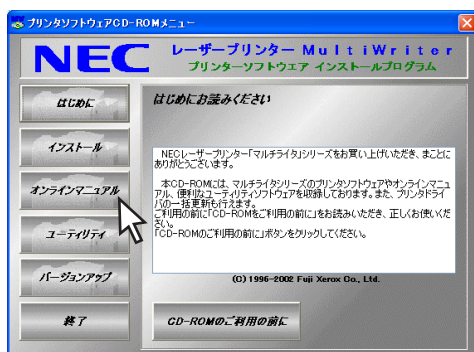 プリンタソフトウェアCD-ROMメニュー
NEC
レーザープリンター MultiWriter
プリンターソフトウエア インストールプログラム
はじめに
インストール
オンラインマニュアル
ユーティリティ
バージョンアップ
終了
はじめにお読みください
NECレーザープリンター「マルチライタ」シリーズをお買い上げいただき、まことに
ありがとうございます。
本CD-ROMには、マルチライタシリーズのプリンタソフトウェアやオンラインマニュ
アル、便利なユーティリティソフトウェアを収録しております。また、プリンタドライ
バの一括更新も行えます。
ご利用の前に「CD-ROMをご利用の前に」をお読みいただき、正しくお使いくだ
さい。
「CD-ROMのご利用の前に」ボタンをクリックしてください。
(C) 1996-2002 Fuji Xerox Co., Ltd.
CD-ROMのご利用の前に